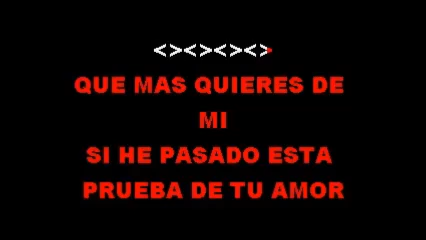 <><><><>
QUE MAS QUIERES DE
MI
SI HE PASADO ESTA
PRUEBA DE TU AMOR